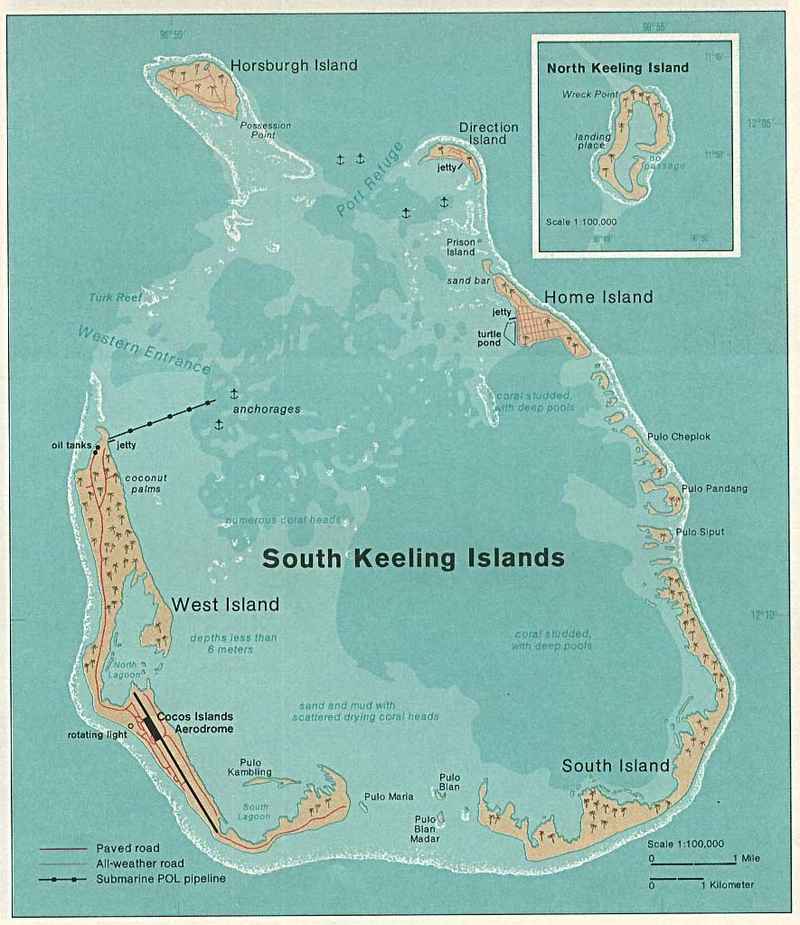 96°50'
96°55'
Horsburgh Island
Possession
Point
Direction
Island
jetty
Port Refuge
North Keeling Island
Wreck Point
landing
place
no
passage
Scale 1:100,000
12°05'
Prison
Island
sand bar
Home Island
jetty
turtle
pond
Turk Reef
Western Entrance
anchorages
coral studded,
with deep pools
oil tanks
jetty
coconut
palms
Pulo Cheplok
Pulo Pandang
Pulo Siput
numerous coral heads
South Keeling Islands
West Island
depths less than
6 meters
coral studded,
with deep pools
12°10'
North
Lagoon
sand and mud with
scattered drying coral heads
Cocos Islands
Aerodrome
rotating light
Pulo
Kambling
South
Lagoon
Pulo Maria
Pulo
Blan
Pulo
Blan
Madar
South Island
Paved road
All-weather road
Submarine POL pipeline
Scale 1:100,000
0 1 Mile
0 1 Kilometer